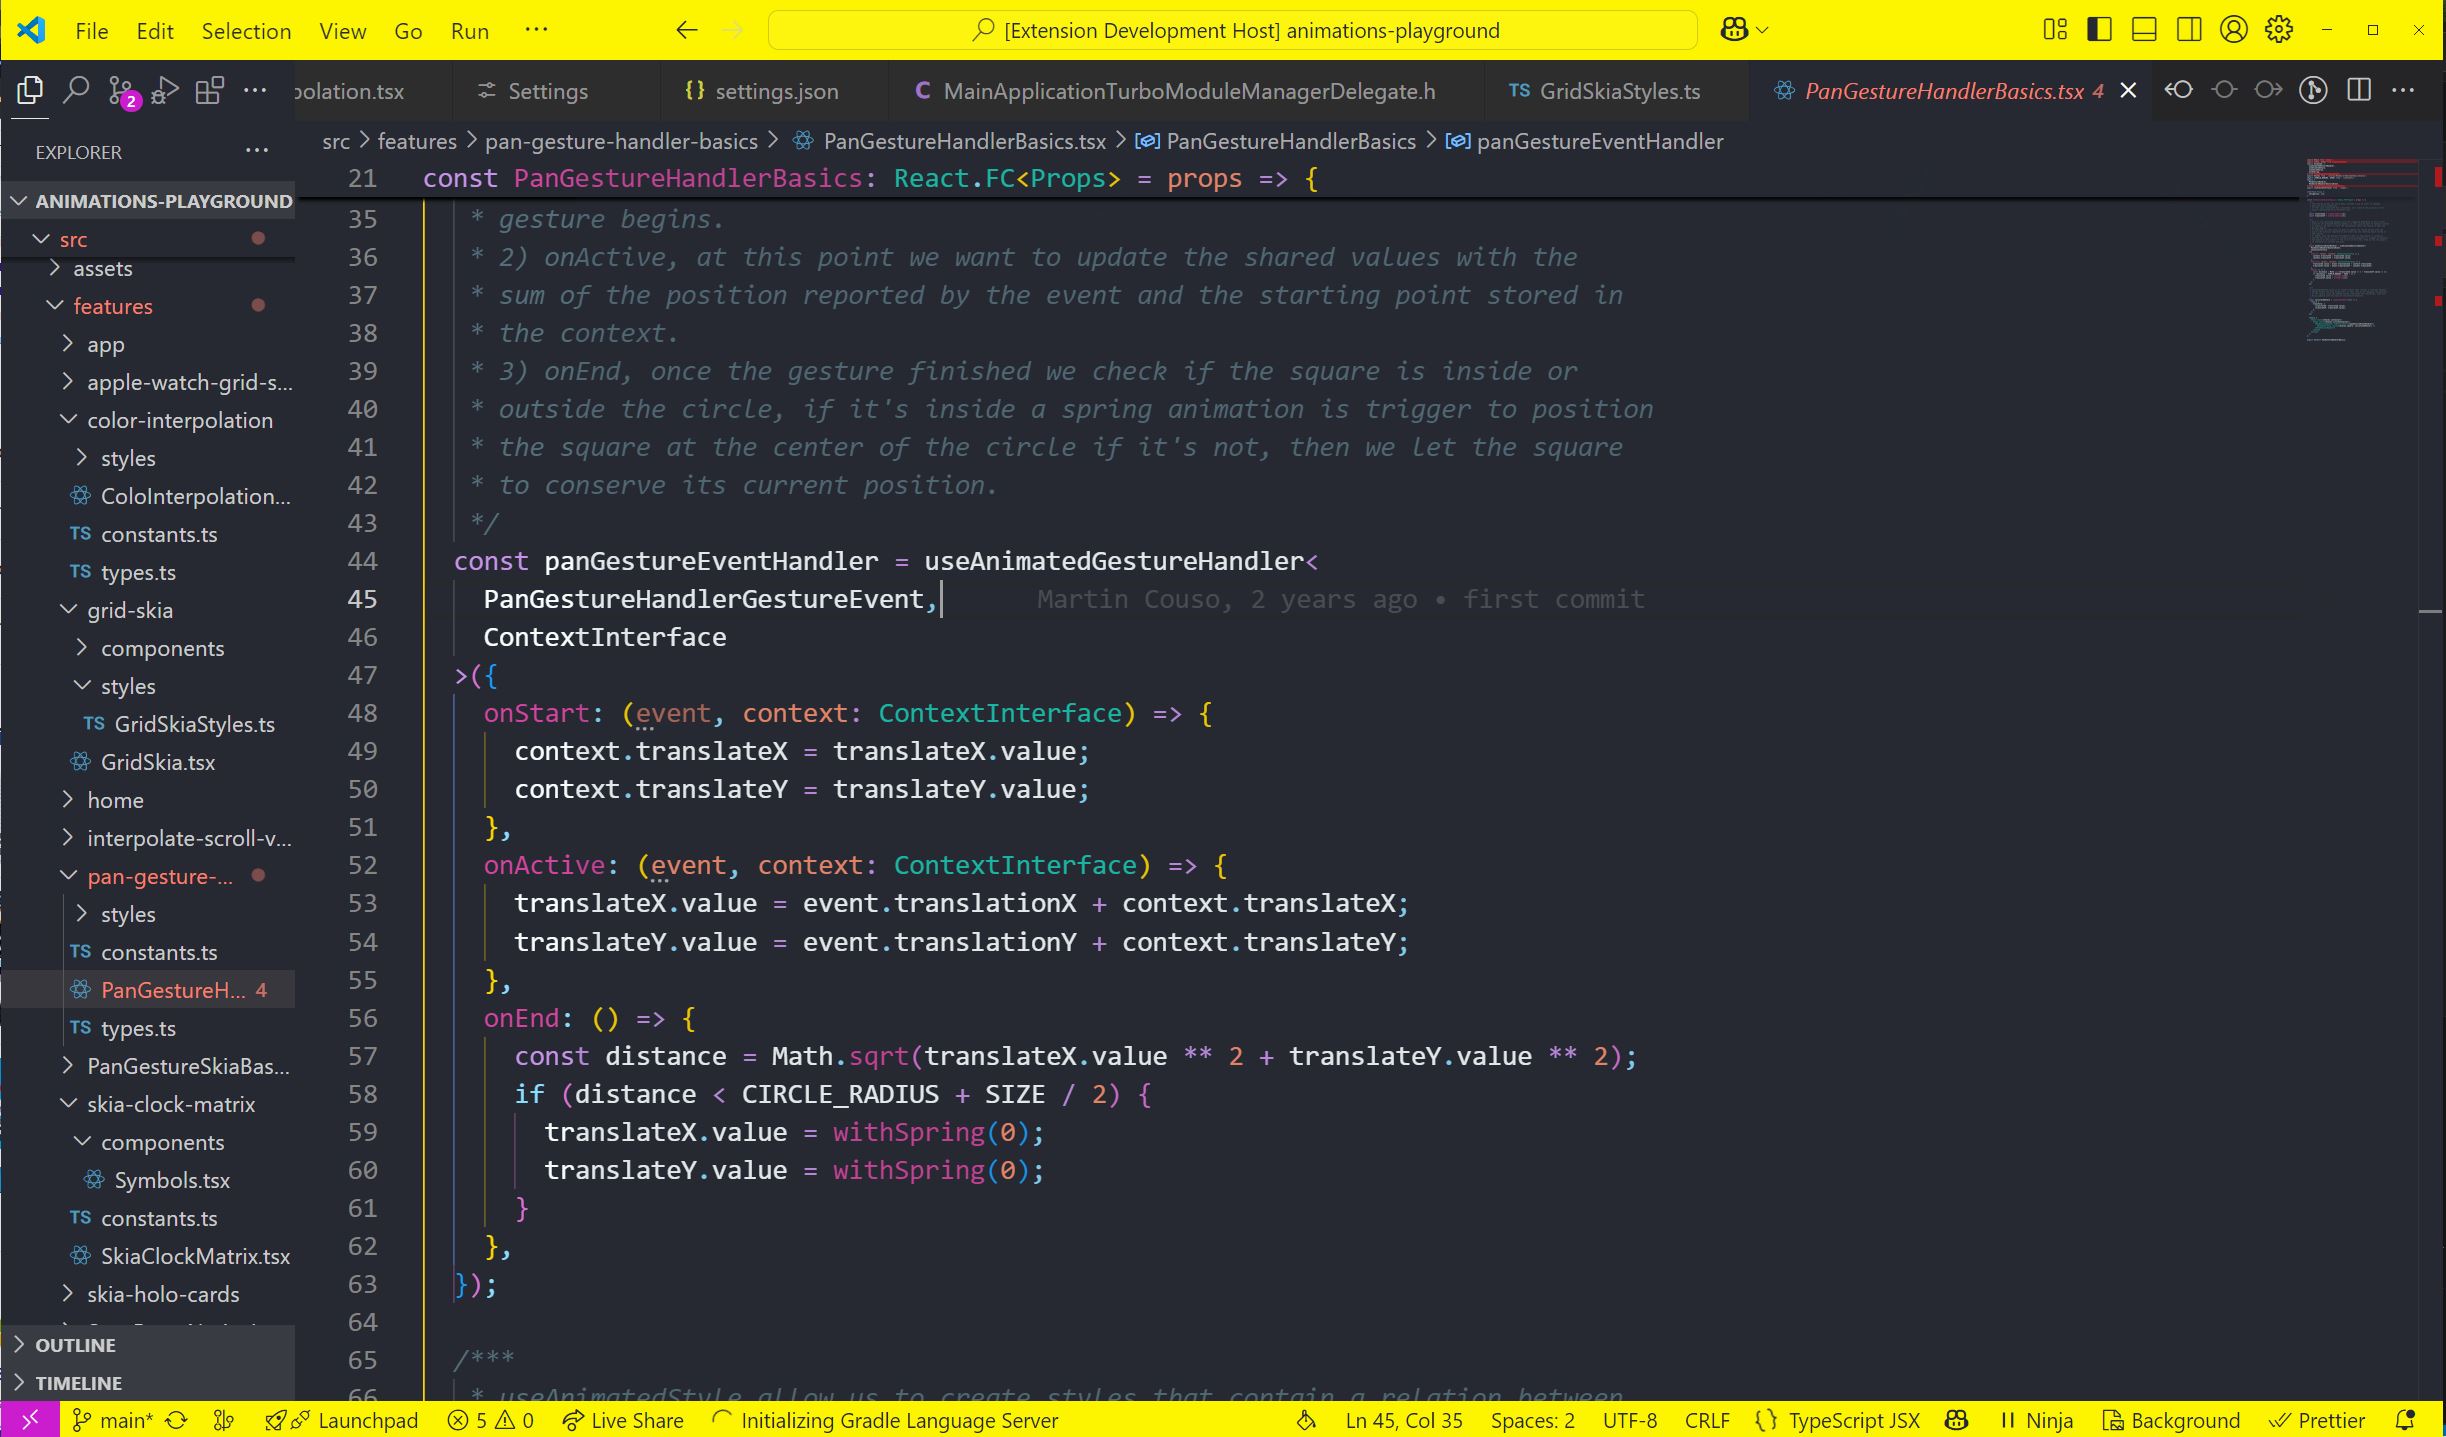 File Edit Selection View Go Run ···
[Extension Development Host] animations-playground
2
polation.tsx Settings settings.json MainApplicationTurboModuleManagerDelegate.h GridSkiaStyles.ts PanGestureHandlerBasics.tsx 4
EXPLORER
src > features > pan-gesture-handler-basics > PanGestureHandlerBasics.tsx > PanGestureHandlerBasics > panGestureEventHandler
ANIMATIONS-PLAYGROUND
src
assets
features
app
apple-watch-grid-s...
color-interpolation
styles
ColoInterpolation...
TS constants.ts
TS types.ts
grid-skia
components
styles
TS GridSkiaStyles.ts
GridSkia.tsx
home
interpolate-scroll-v...
pan-gesture-...
styles
TS constants.ts
PanGestureH... 4
TS types.ts
PanGestureSkiaBas...
skia-clock-matrix
components
Symbols.tsx
TS constants.ts
SkiaClockMatrix.tsx
skia-holo-cards
OUTLINE
TIMELINE
21 const PanGestureHandlerBasics: React.FC<Props> = props => {
35 * gesture begins.
36 * 2) onActive, at this point we want to update the shared values with the
37 * sum of the position reported by the event and the starting point stored in
38 * the context.
39 * 3) onEnd, once the gesture finished we check if the square is inside or
40 * outside the circle, if it's inside a spring animation is trigger to position
41 * the square at the center of the circle if it's not, then we let the square
42 * to conserve its current position.
43 */
44 const panGestureEventHandler = useAnimatedGestureHandler<
45 PanGestureHandlerGestureEvent, Martin Couso, 2 years ago • first commit
46 ContextInterface
47 >({
48 onStart: (event, context: ContextInterface) => {
49 context.translateX = translateX.value;
50 context.translateY = translateY.value;
51 },
52 onActive: (event, context: ContextInterface) => {
53 translateX.value = event.translationX + context.translateX;
54 translateY.value = event.translationY + context.translateY;
55 },
56 onEnd: () => {
57 const distance = Math.sqrt(translateX.value ** 2 + translateY.value ** 2);
58 if (distance < CIRCLE_RADIUS + SIZE / 2) {
59 translateX.value = withSpring(0);
60 translateY.value = withSpring(0);
61 }
62 },
63 });
64
65 /***
66 * useAnimatedStyle allow us to create styles that contain a relation between
main* Launchpad 5 0 Live Share Initializing Gradle Language Server Ln 45, Col 35 Spaces: 2 UTF-8 CRLF {} TypeScript JSX Ninja Background Prettier